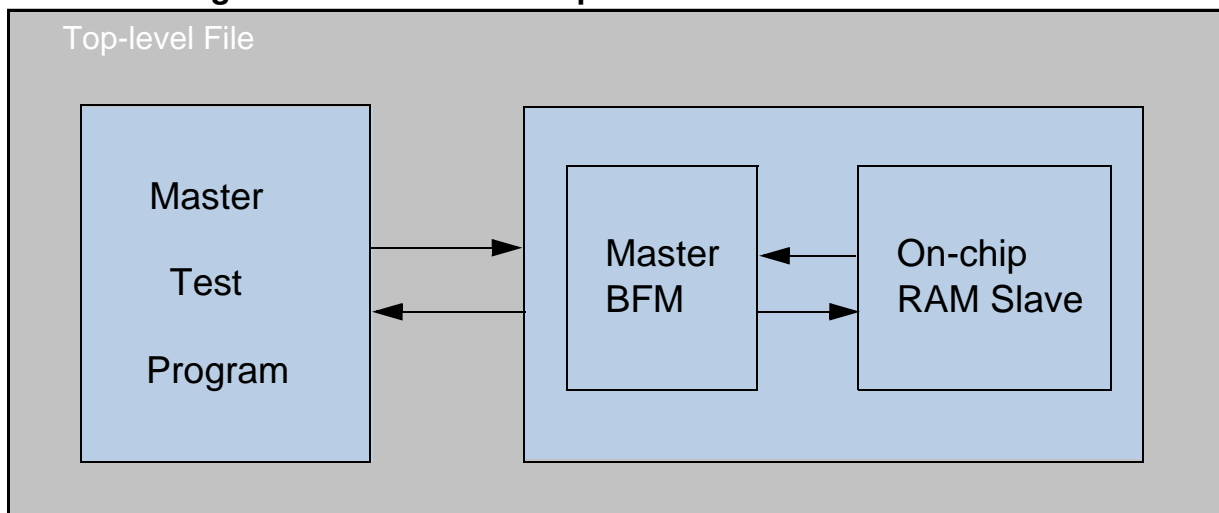 Top-level File
Master
Test
Program
Master
BFM
On-chip
RAM Slave